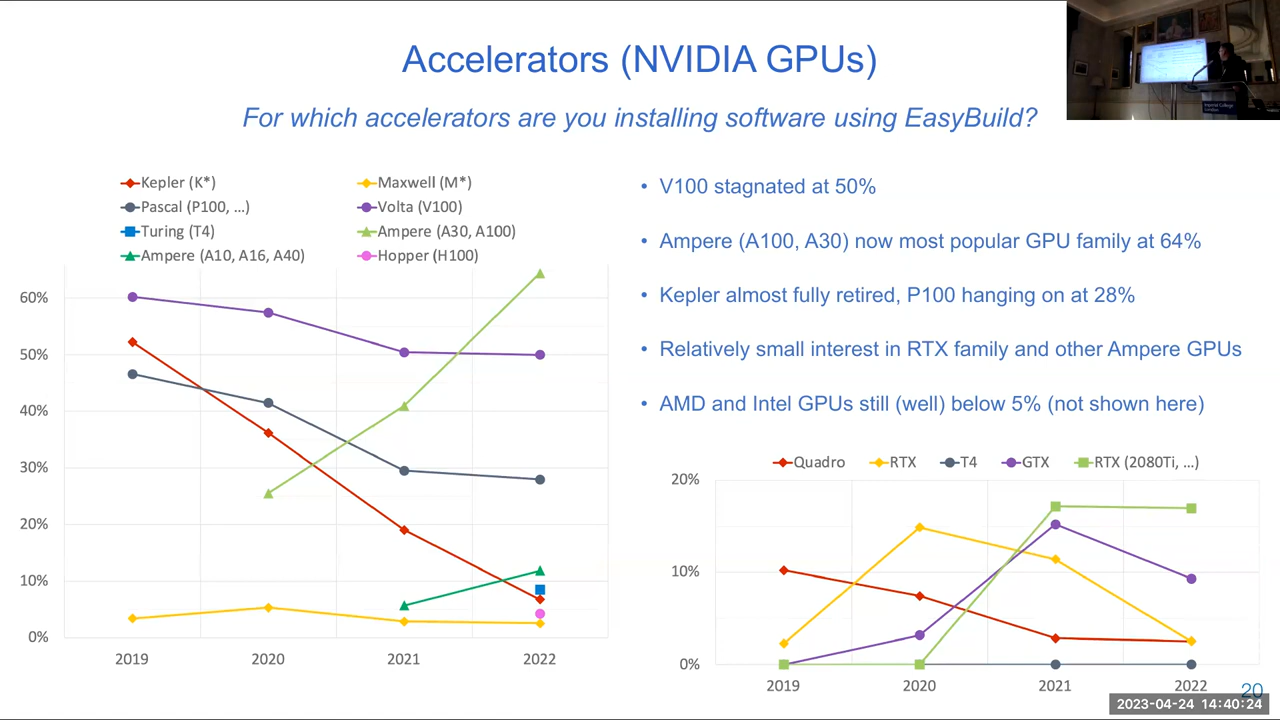 Accelerators (NVIDIA GPUs)
For which accelerators are you installing software using EasyBuild?
Kepler (K*) Maxwell (M*)
Pascal (P100, ...) Volta (V100)
Turing (T4) Ampere (A30, A100)
Ampere (A10, A16, A40) Hopper (H100)
60%
50%
40%
30%
20%
10%
0%
2019 2020 2021 2022
• V100 stagnated at 50%
• Ampere (A100, A30) now most popular GPU family at 64%
• Kepler almost fully retired, P100 hanging on at 28%
• Relatively small interest in RTX family and other Ampere GPUs
• AMD and Intel GPUs still (well) below 5% (not shown here)
Quadro RTX T4 GTX RTX (2080Ti, ...)
20%
10%
0%
2019 2020 2021 2022
20
2023-04-24 14:40:24
Imperial College